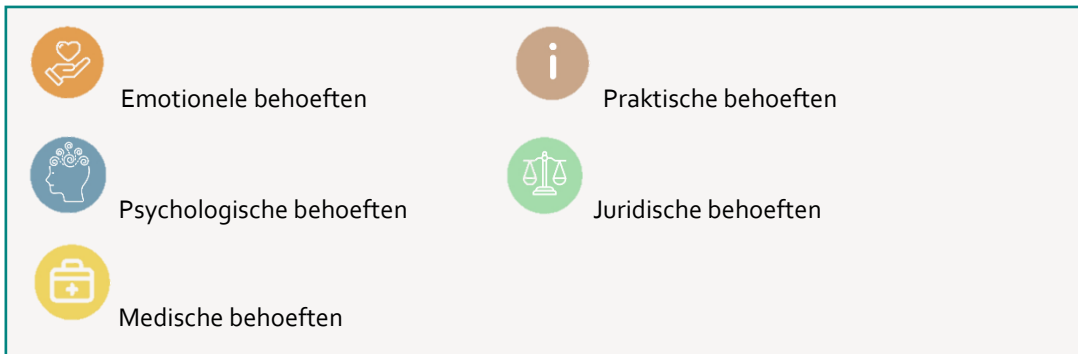 Emotionele behoeften
Praktische behoeften
Psychologische behoeften
Juridische behoeften
Medische behoeften